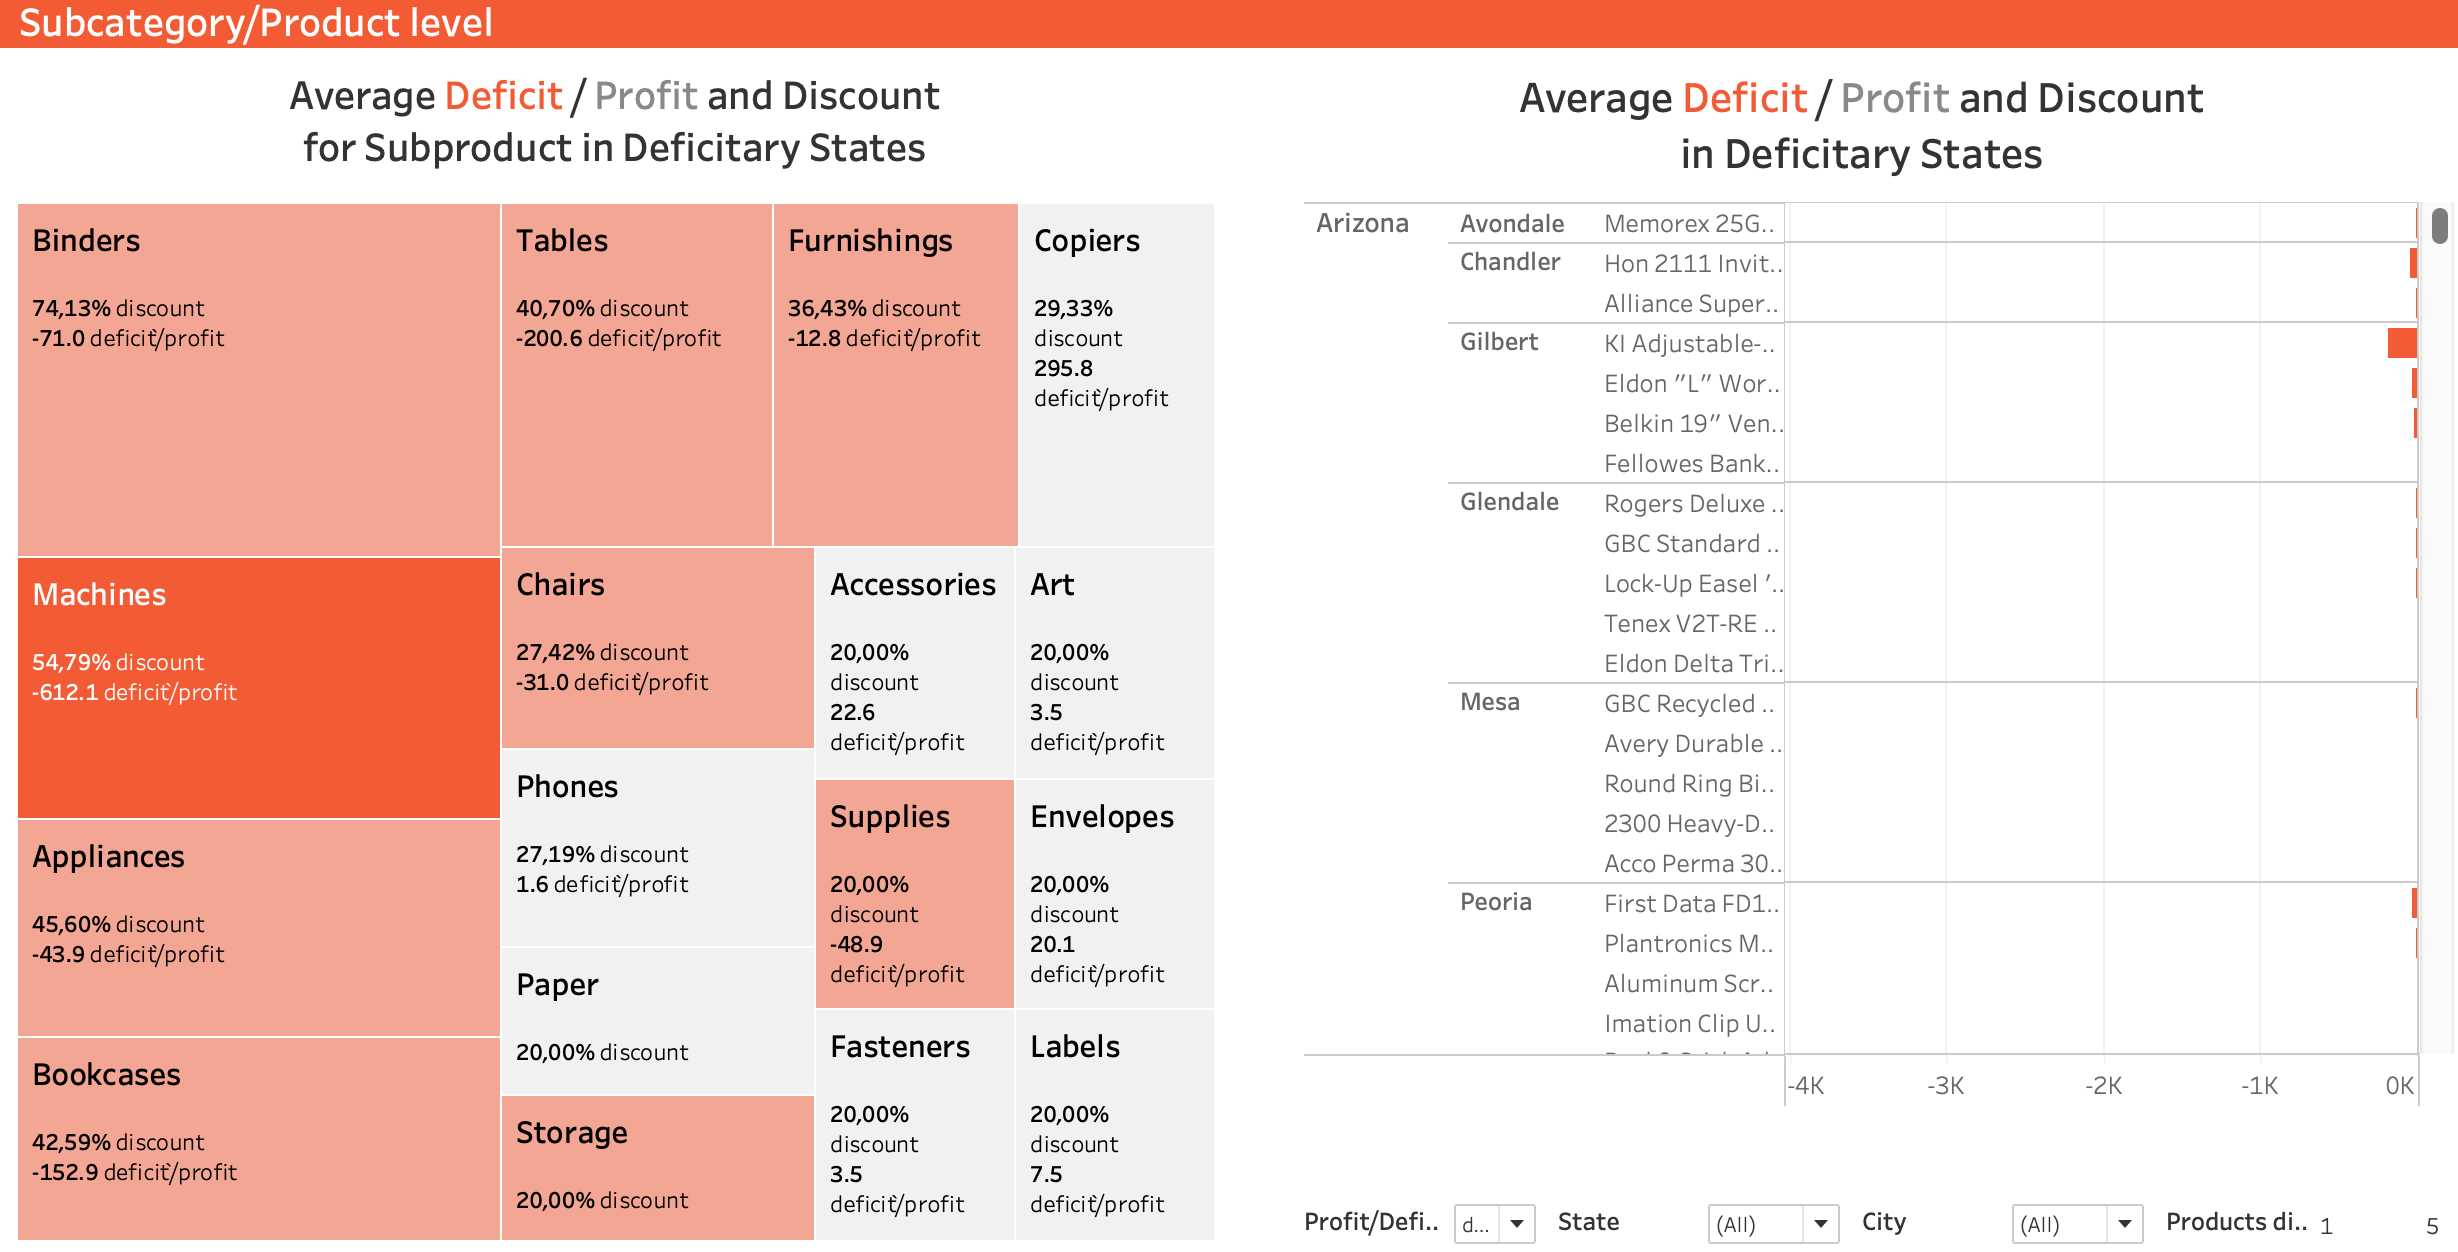 Subcategory/Product level
Average Deficit / Profit and Discount
for Subproduct in Deficitary States
Binders
74,13% discount
-71.0 deficit`/profit
Machines
54,79% discount
-612.1 deficit`/profit
Appliances
45,60% discount
-43.9 deficit`/profit
Bookcases
42,59% discount
-152.9 deficit`/profit
Tables
40,70% discount
-200.6 deficit`/profit
Furnishings
36,43% discount
-12.8 deficit`/profit
Copiers
29,33%
discount
295.8
deficit`/profit
Chairs
27,42% discount
-31.0 deficit`/profit
Phones
27,19% discount
1.6 deficit`/profit
Paper
20,00% discount
Storage
20,00% discount
Accessories
20,00%
discount
22.6
deficit`/profit
Art
20,00%
discount
3.5
deficit`/profit
Supplies
20,00%
discount
-48.9
deficit`/profit
Envelopes
20,00%
discount
20.1
deficit`/profit
Fasteners
20,00%
discount
3.5
deficit`/profit
Labels
20,00%
discount
7.5
deficit`/profit
Average Deficit / Profit and Discount
in Deficitary States
Arizona Avondale Memorex 25G..
Chandler Hon 2111 Invit..
Alliance Super..
Gilbert KI Adjustable-..
Eldon "L" Wor..
Belkin 19" Ven..
Fellowes Bank..
Glendale Rogers Deluxe ..
GBC Standard ..
Lock-Up Easel '..
Tenex V2T-RE ..
Eldon Delta Tri..
Mesa GBC Recycled ..
Avery Durable ..
Round Ring Bi..
2300 Heavy-D..
Acco Perma 30..
Peoria First Data FD1..
Plantronics M..
Aluminum Scr..
Imation Clip U..
-4K -3K -2K -1K 0K
Profit/Defi.. d... State (All) City (All) Products di.. 1 5